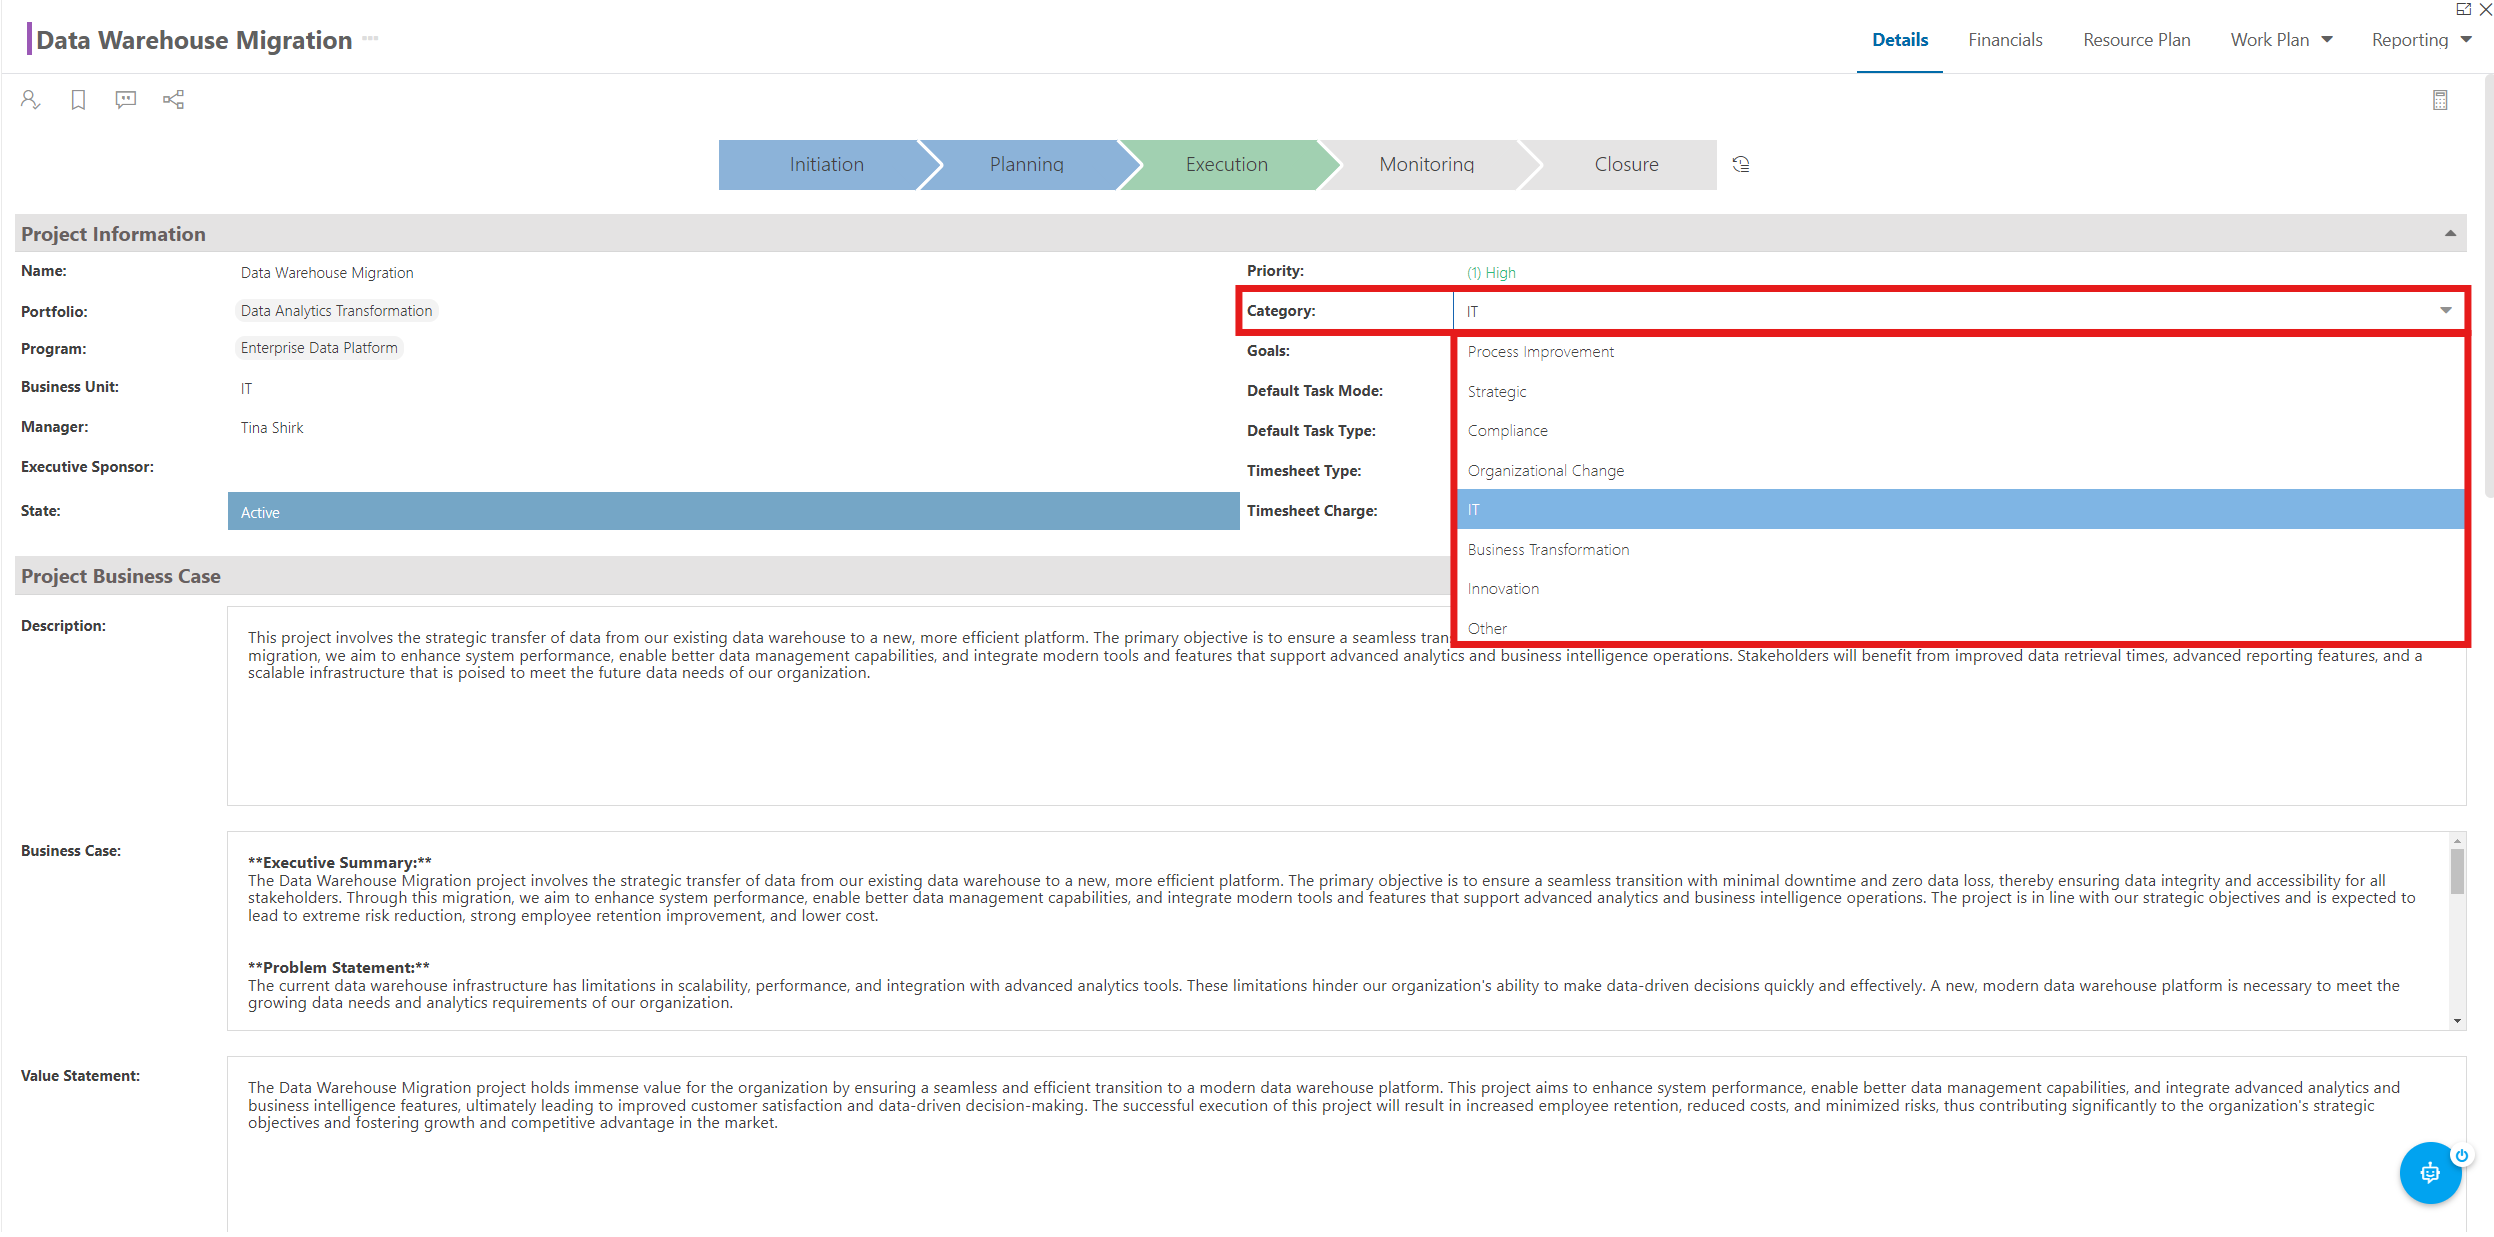 Data Warehouse Migration
Details Financials Resource Plan Work Plan Reporting
Initiation Planning Execution Monitoring Closure
Project Information
Name: Data Warehouse Migration
Portfolio: Data Analytics Transformation
Program: Enterprise Data Platform
Business Unit: IT
Manager: Tina Shirk
Executive Sponsor:
State: Active
Priority: (1) High
Category: IT
Goals:
Default Task Mode:
Default Task Type:
Timesheet Type:
Timesheet Charge:
Process Improvement
Strategic
Compliance
Organizational Change
IT
Business Transformation
Innovation
Other
Project Business Case
Description:
This project involves the strategic transfer of data from our existing data warehouse to a new, more efficient platform. The primary objective is to ensure a seamless tran
migration, we aim to enhance system performance, enable better data management capabilities, and integrate modern tools and features that support advanced analytics and business intelligence operations. Stakeholders will benefit from improved data retrieval times, advanced reporting features, and a
scalable infrastructure that is poised to meet the future data needs of our organization.
Business Case:
**Executive Summary:**
The Data Warehouse Migration project involves the strategic transfer of data from our existing data warehouse to a new, more efficient platform. The primary objective is to ensure a seamless transition with minimal downtime and zero data loss, thereby ensuring data integrity and accessibility for all
stakeholders. Through this migration, we aim to enhance system performance, enable better data management capabilities, and integrate modern tools and features that support advanced analytics and business intelligence operations. The project is in line with our strategic objectives and is expected to
lead to extreme risk reduction, strong employee retention improvement, and lower cost.
**Problem Statement:**
The current data warehouse infrastructure has limitations in scalability, performance, and integration with advanced analytics tools. These limitations hinder our organization's ability to make data-driven decisions quickly and effectively. A new, modern data warehouse platform is necessary to meet the
growing data needs and analytics requirements of our organization.
Value Statement:
The Data Warehouse Migration project holds immense value for the organization by ensuring a seamless and efficient transition to a modern data warehouse platform. This project aims to enhance system performance, enable better data management capabilities, and integrate advanced analytics and
business intelligence features, ultimately leading to improved customer satisfaction and data-driven decision-making. The successful execution of this project will result in increased employee retention, reduced costs, and minimized risks, thus contributing significantly to the organization's strategic
objectives and fostering growth and competitive advantage in the market.